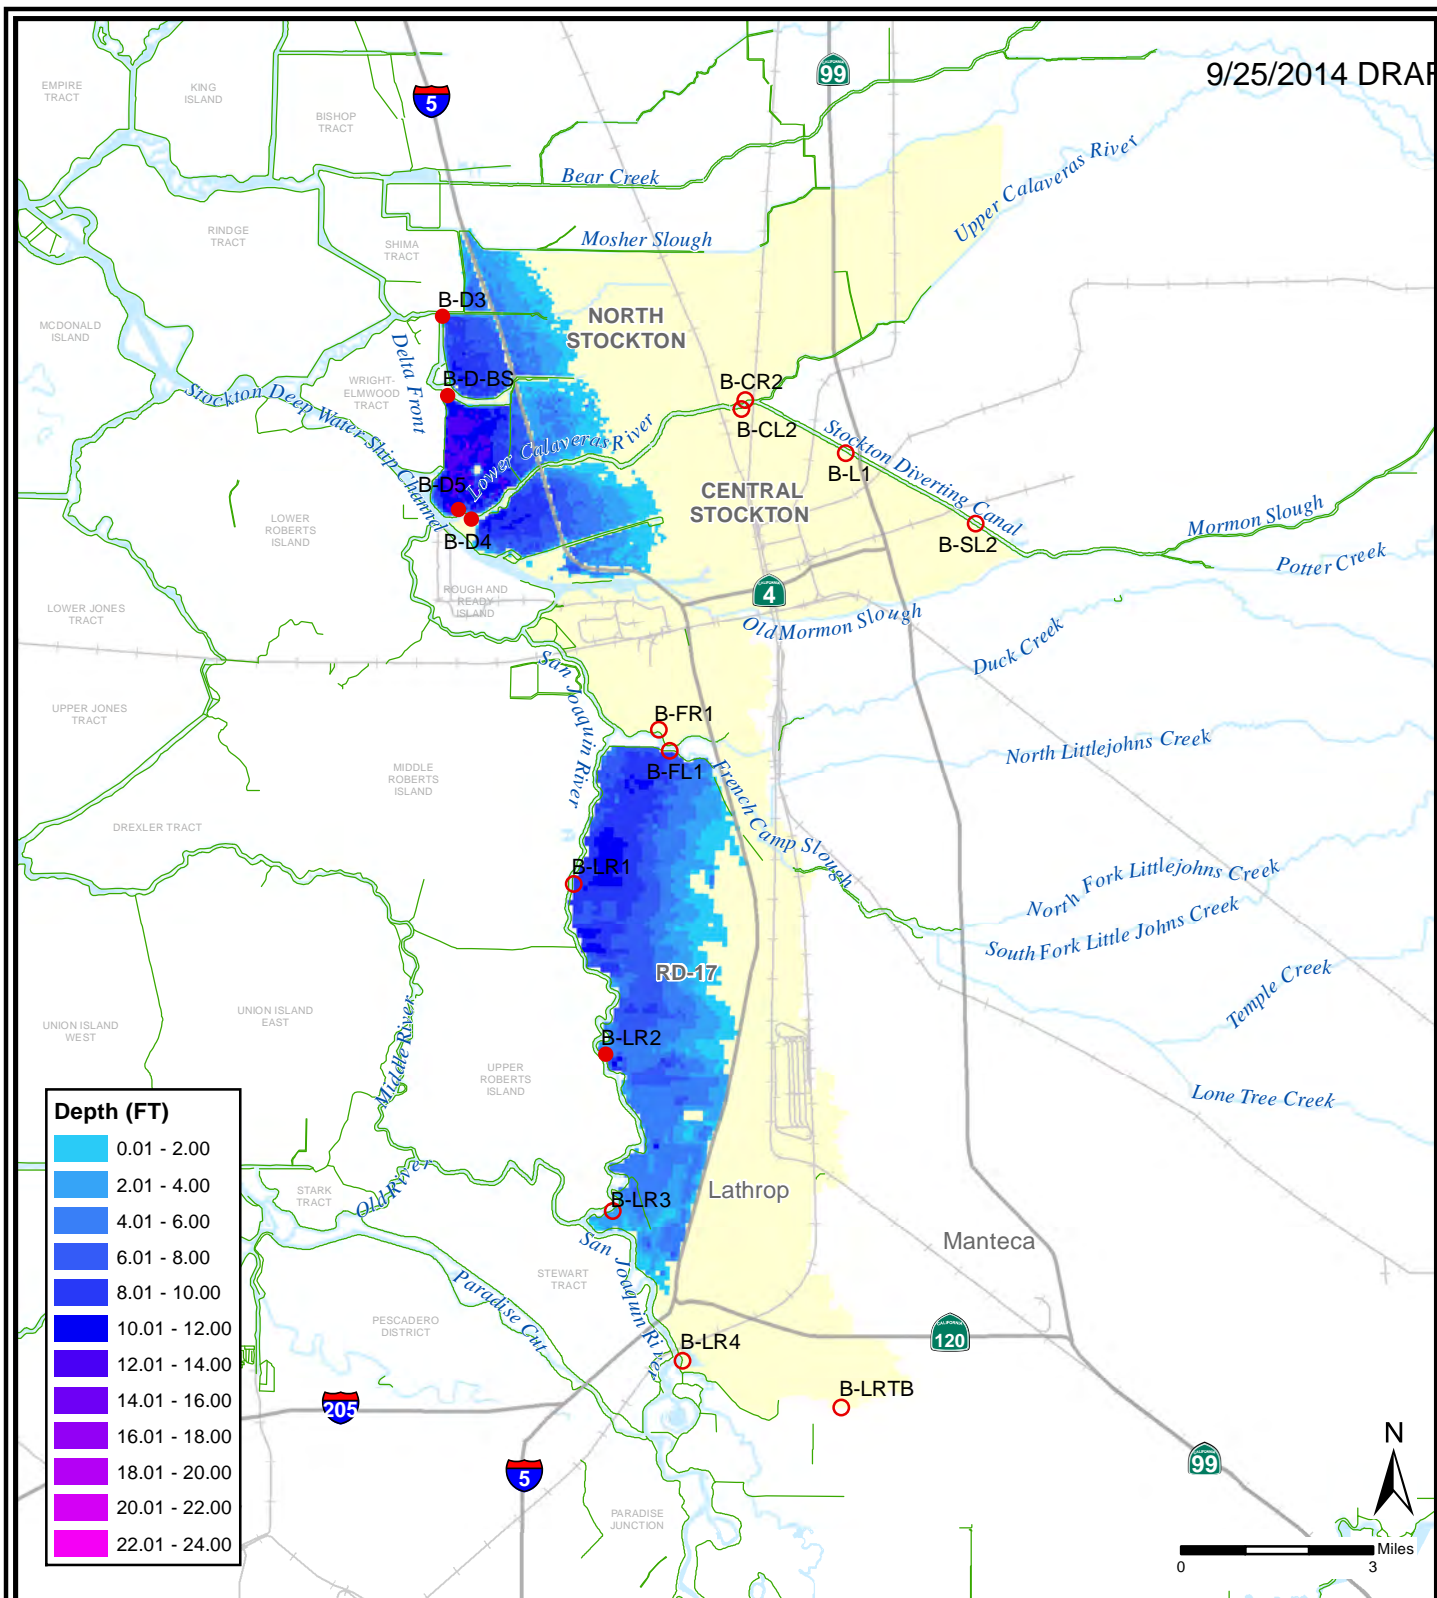 9/25/2014 DRAF
EMPIRE
TRACT
KING
ISLAND
BISHOP
TRACT
5
CALIFORNIA
99
Bear Creek
Upper Calaveras River
RINDGE
TRACT
SHIMA
TRACT
Mosher Slough
B-D3
NORTH
STOCKTON
MCDONALD
ISLAND
Delta Front
WRIGHT-
ELMWOOD
TRACT
B-D-BS
Stockton Deep Water Ship Channel
Lower Calaveras River
B-CR2
B-CL2
B-L1
Stockton Diverting Canal
B-D5
B-D4
CENTRAL
STOCKTON
B-SL2
Mormon Slough
Potter Creek
LOWER
ROBERTS
ISLAND
ROUGH AND
READY
ISLAND
CALIFORNIA
4
LOWER JONES
TRACT
Old Mormon Slough
Duck Creek
San Joaquin River
UPPER JONES
TRACT
B-FR1
B-FL1
North Littlejohns Creek
MIDDLE
ROBERTS
ISLAND
French Camp Slough
DREXLER TRACT
B-LR1
North Fork Littlejohns Creek
South Fork Little Johns Creek
RD-17
Temple Creek
UNION ISLAND
WEST
UNION ISLAND
EAST
Middle River
B-LR2
UPPER
ROBERTS
ISLAND
Lone Tree Creek
Depth (FT)
0.01 - 2.00
2.01 - 4.00
4.01 - 6.00
6.01 - 8.00
8.01 - 10.00
10.01 - 12.00
12.01 - 14.00
14.01 - 16.00
16.01 - 18.00
18.01 - 20.00
20.01 - 22.00
22.01 - 24.00
STARK
TRACT
Old River
B-LR3
Lathrop
Manteca
San Joaquin River
STEWART
TRACT
Paradise Cut
PESCADERO
DISTRICT
CALIFORNIA
120
B-LR4
B-LRTB
205
5
CALIFORNIA
99
N
PARADISE
JUNCTION
Miles
0
3